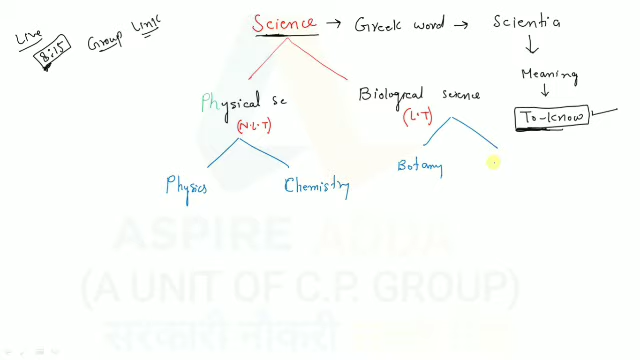 Live
8:15
Group Link
Science → Greek word → Scientia
Meaning
To-know
Physical Sc
(N.L.T)
Biological Science
(L.T)
Physics
Chemistry
Botany
ASPIRE ADDA
(A UNIT OF C.P. GROUP)
सरकारी नौकरी